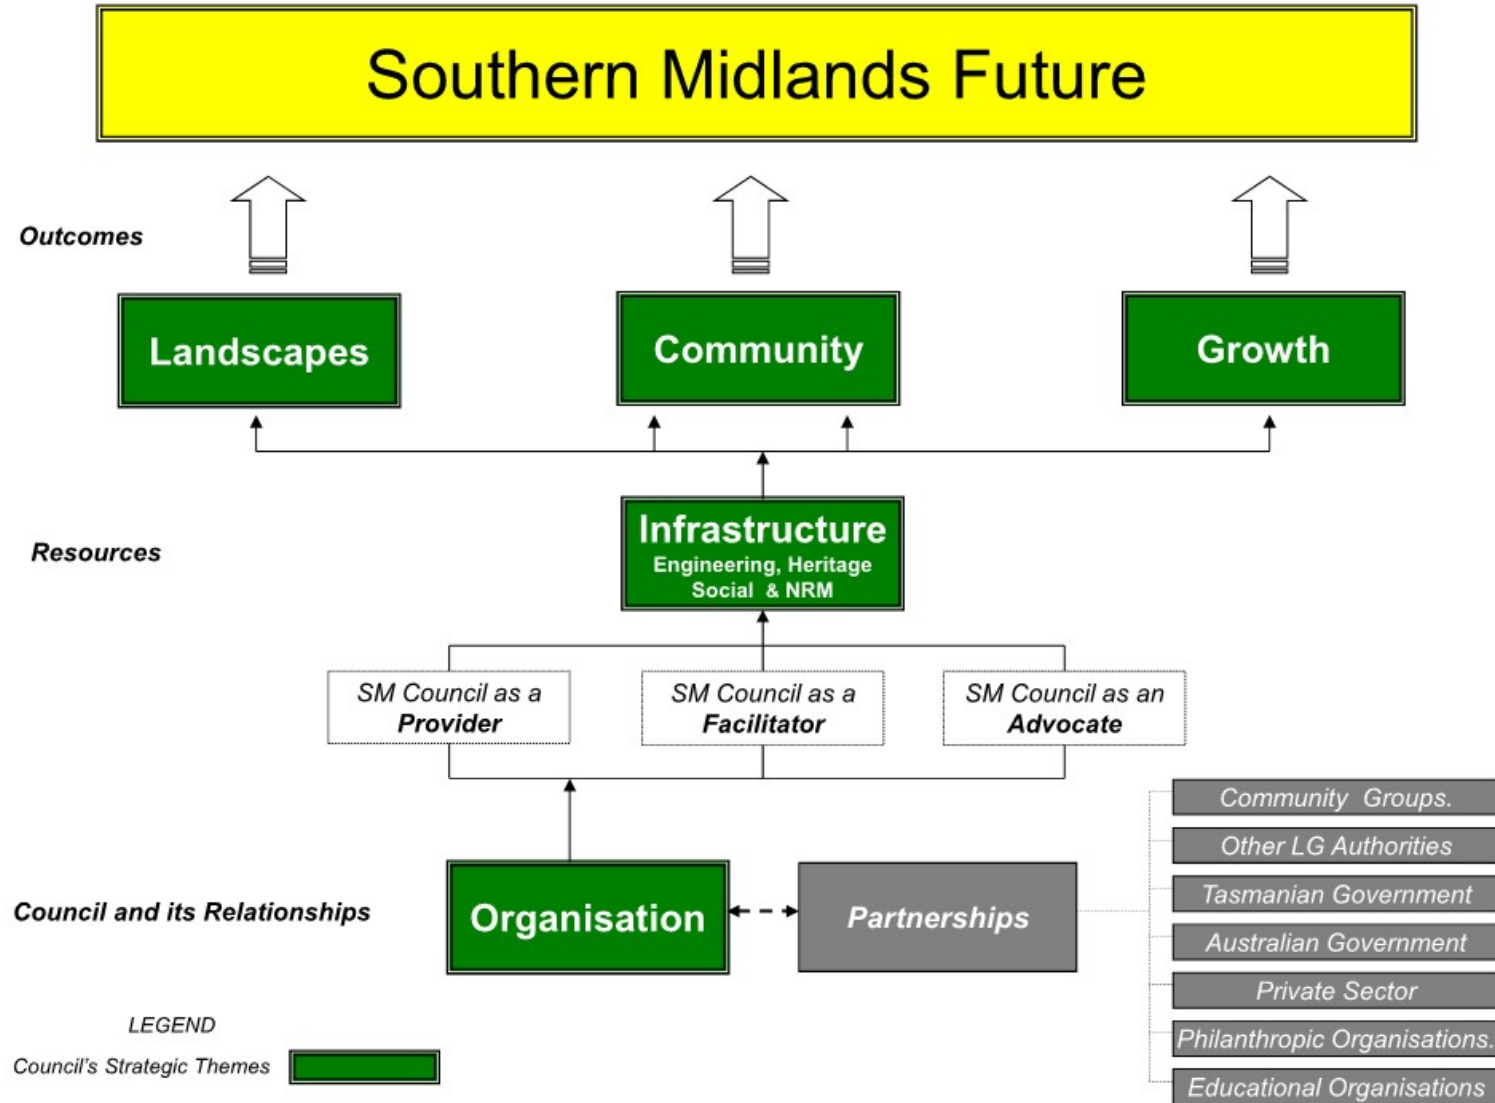 Southern Midlands Future
Outcomes
Landscapes
Community
Growth
Resources
Infrastructure
Engineering, Heritage
Social & NRM
SM Council as a
Provider
SM Council as a
Facilitator
SM Council as an
Advocate
Council and its Relationships
Organisation
Partnerships
Community Groups.
Other LG Authorities
Tasmanian Government
Australian Government
Private Sector
Philanthropic Organisations.
Educational Organisations
LEGEND
Council's Strategic Themes